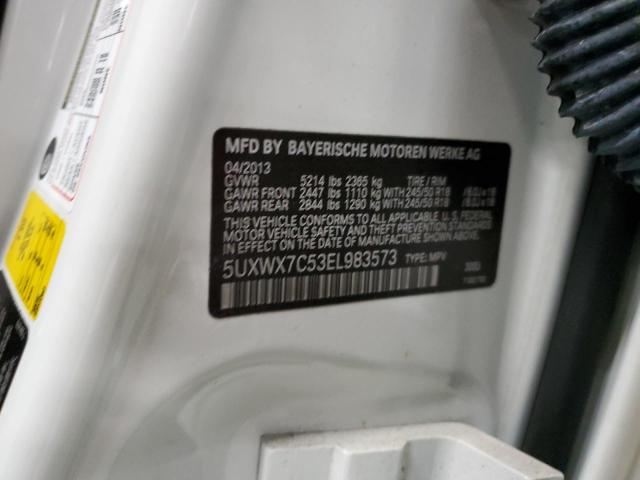 MFD BY BAYERISCHE MOTOREN WERKE AG
04/2013
GVWR 5214 lbs 2365 kg TIRE / RIM
GAWR FRONT 2447 lbs 1110 kg WITH 245/50 R18
GAWR REAR 2844 lbs 1290 kg WITH 245/50 R18
THIS VEHICLE CONFORMS TO ALL APPLICABLE U.S. FEDERAL
MOTOR VEHICLE SAFETY AND THEFT PREVENTION STANDARDS
IN EFFECT ON THE DATE OF MANUFACTURE SHOWN ABOVE.
5UXWX7C53EL983573 TYPE: MPV